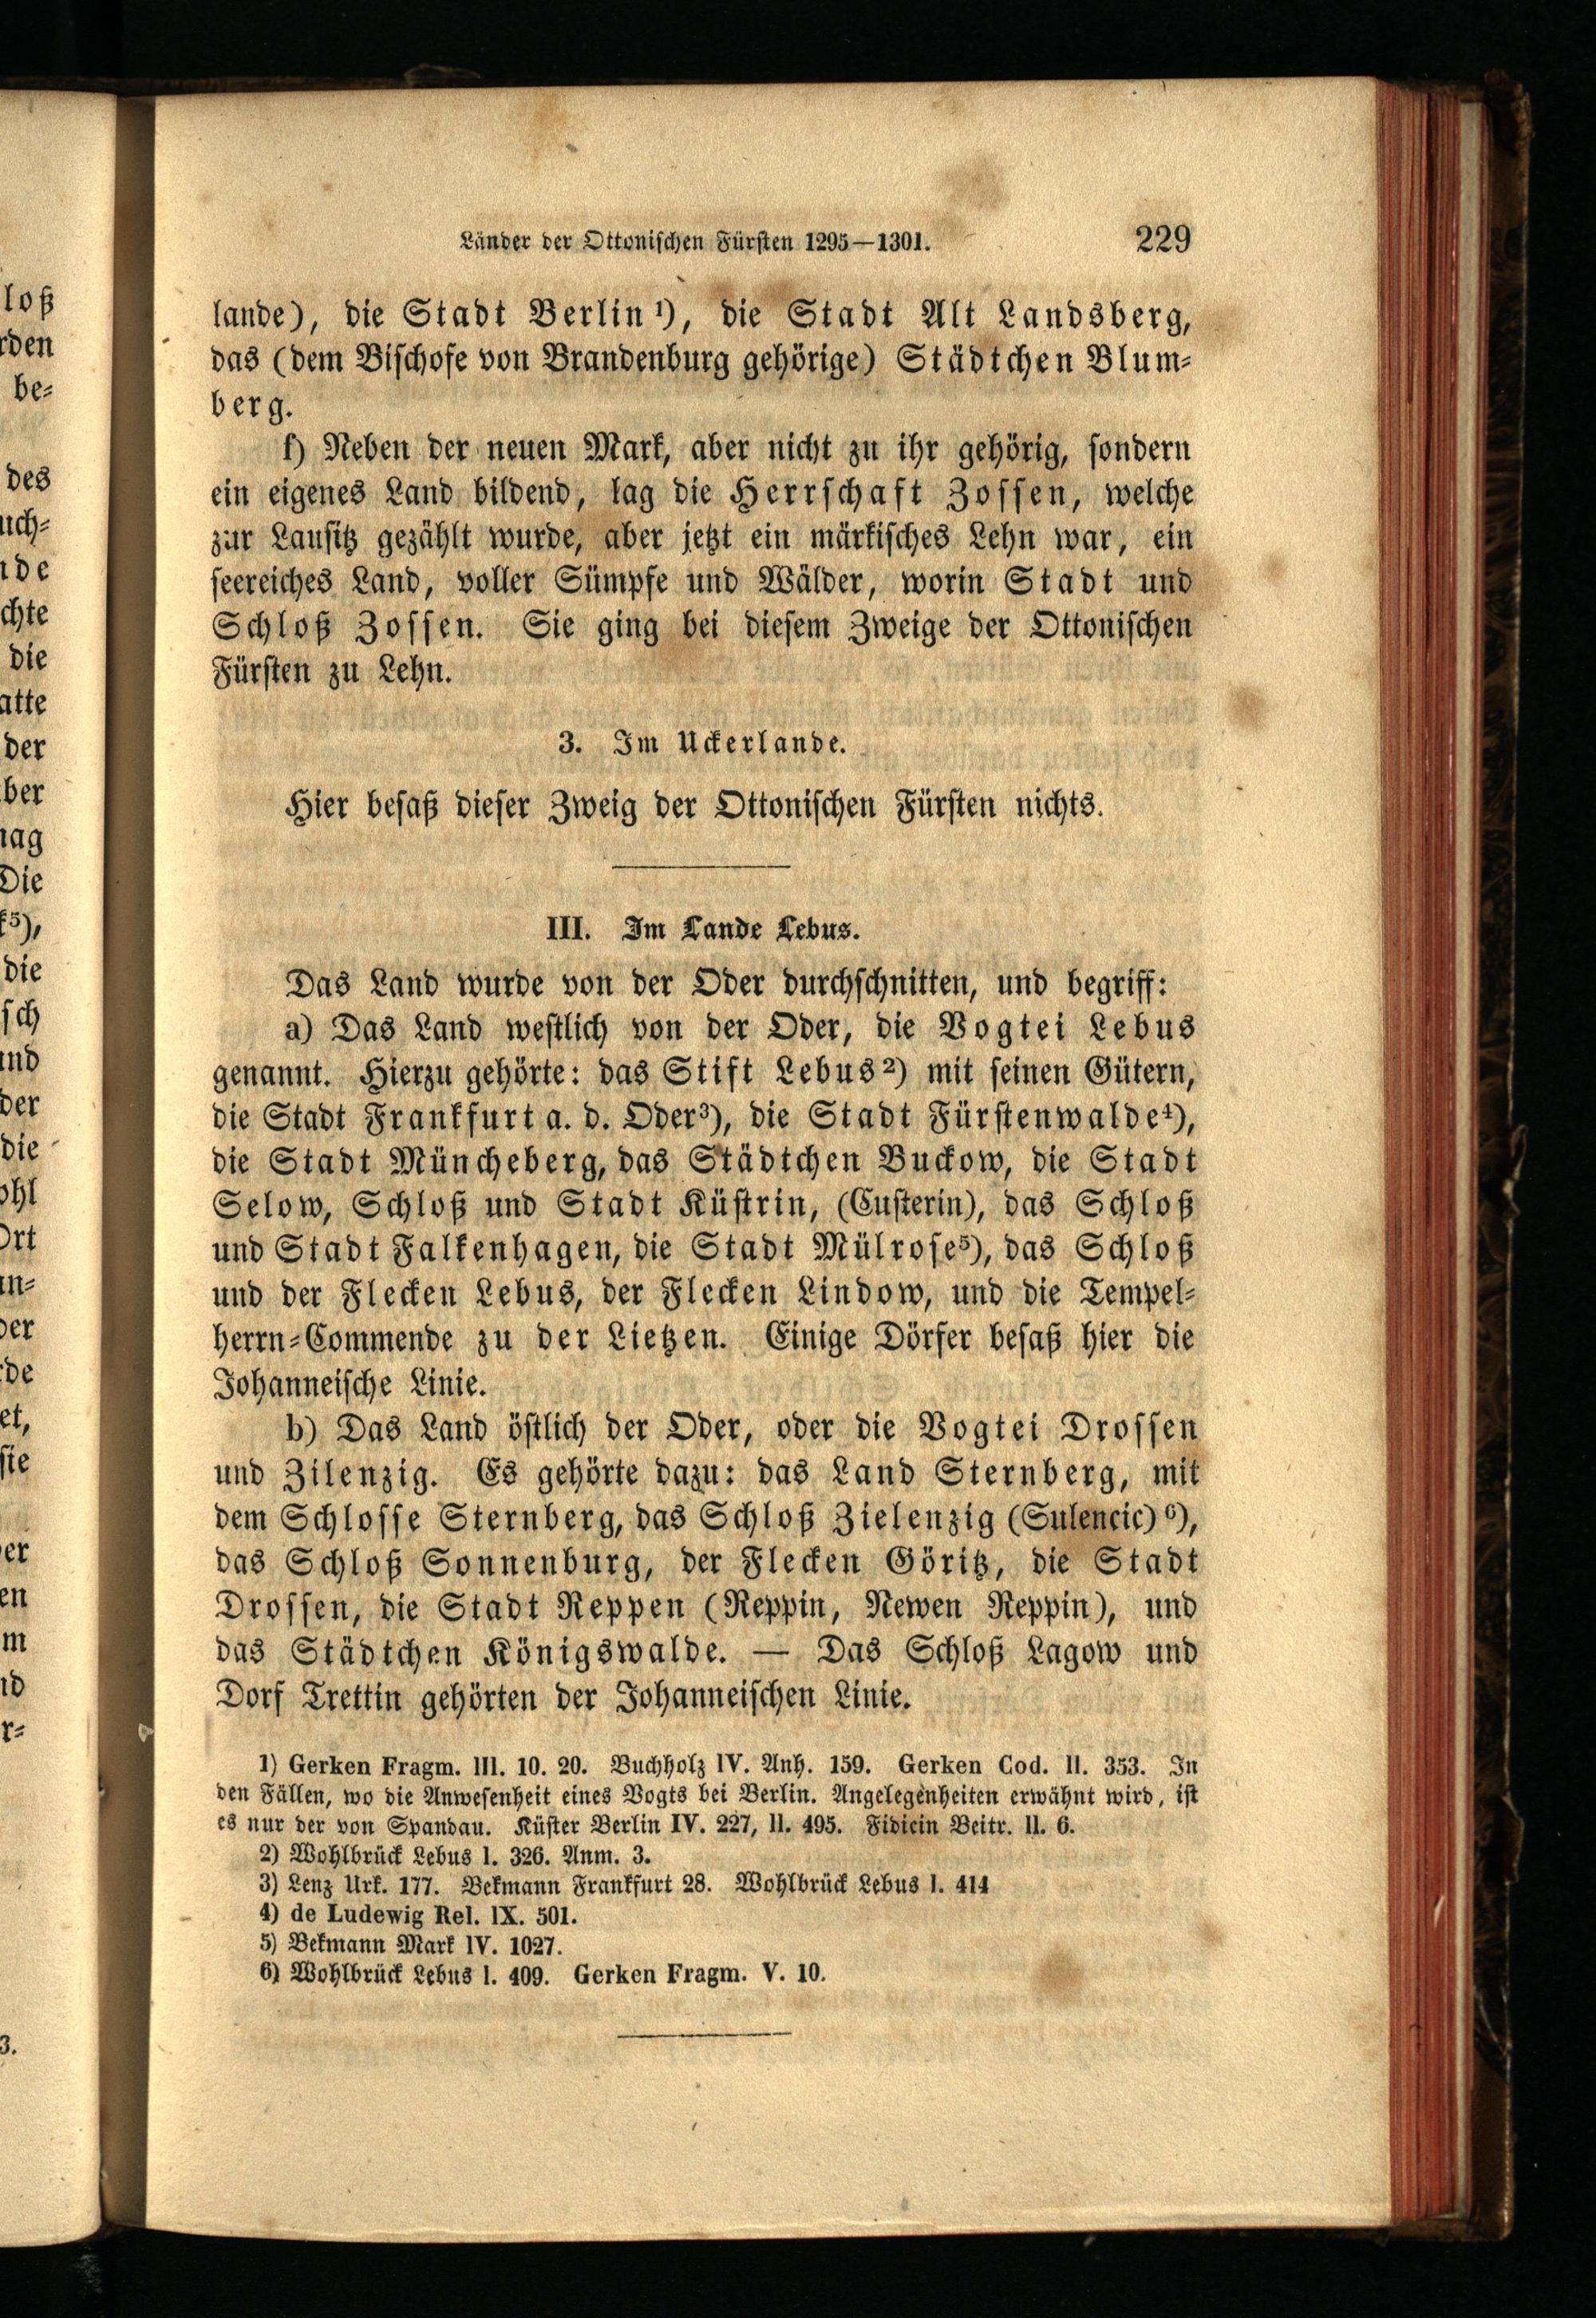 Länder der Ottonischen Fürsten 1295—1301. 229
lande), die Stadt Berlin ¹), die Stadt Alt Landsberg,
das (dem Bischofe von Brandenburg gehörige) Städtchen Blum-
berg.
f) Neben der neuen Mark, aber nicht zu ihr gehörig, sondern
ein eigenes Land bildend, lag die Herrschaft Zossen, welche
zur Lausitz gezählt wurde, aber jetzt ein märkisches Lehn war, ein
seereiches Land, voller Sümpfe und Wälder, worin Stadt und
Schloß Zossen. Sie ging bei diesem Zweige der Ottonischen
Fürsten zu Lehn.
3. Im Uckerlande.
Hier besaß dieser Zweig der Ottonischen Fürsten nichts.
III. Im Lande Lebus.
Das Land wurde von der Oder durchschnitten, und begriff:
a) Das Land westlich von der Oder, die Vogtei Lebus
genannt. Hierzu gehörte: das Stift Lebus ²) mit seinen Gütern,
die Stadt Frankfurt a. d. Oder³), die Stadt Fürstenwalde⁴),
die Stadt Müncheberg, das Städtchen Buckow, die Stadt
Selow, Schloß und Stadt Küstrin, (Custerin), das Schloß
und Stadt Falkenhagen, die Stadt Mülrose⁵), das Schloß
und der Flecken Lebus, der Flecken Lindow, und die Tempel-
herrn-Commende zu der Lietzen. Einige Dörfer besaß hier die
Johanneische Linie.
b) Das Land östlich der Oder, oder die Vogtei Drossen
und Zilenzig. Es gehörte dazu: das Land Sternberg, mit
dem Schlosse Sternberg, das Schloß Zielenzig (Sulencic) ⁶),
das Schloß Sonnenburg, der Flecken Göritz, die Stadt
Drossen, die Stadt Reppen (Reppin, Newen Reppin), und
das Städtchen Königswalde. — Das Schloß Lagow und
Dorf Trettin gehörten der Johanneischen Linie.
1) Gerken Fragm. III. 10. 20. Buchholz IV. Anh. 159. Gerken Cod. II. 353. In
den Fällen, wo die Anwesenheit eines Vogts bei Berlin. Angelegenheiten erwähnt wird, ist
es nur der von Spandau. Küster Berlin IV. 227, II. 495. Fidicin Beitr. II. 6.
2) Wohlbrück Lebus I. 326. Anm. 3.
3) Lenz Urk. 177. Bekmann Frankfurt 28. Wohlbrück Lebus I. 414
4) de Ludewig Rel. IX. 501.
5) Bekmann Mark IV. 1027.
6) Wohlbrück Lebus I. 409. Gerken Fragm. V. 10.